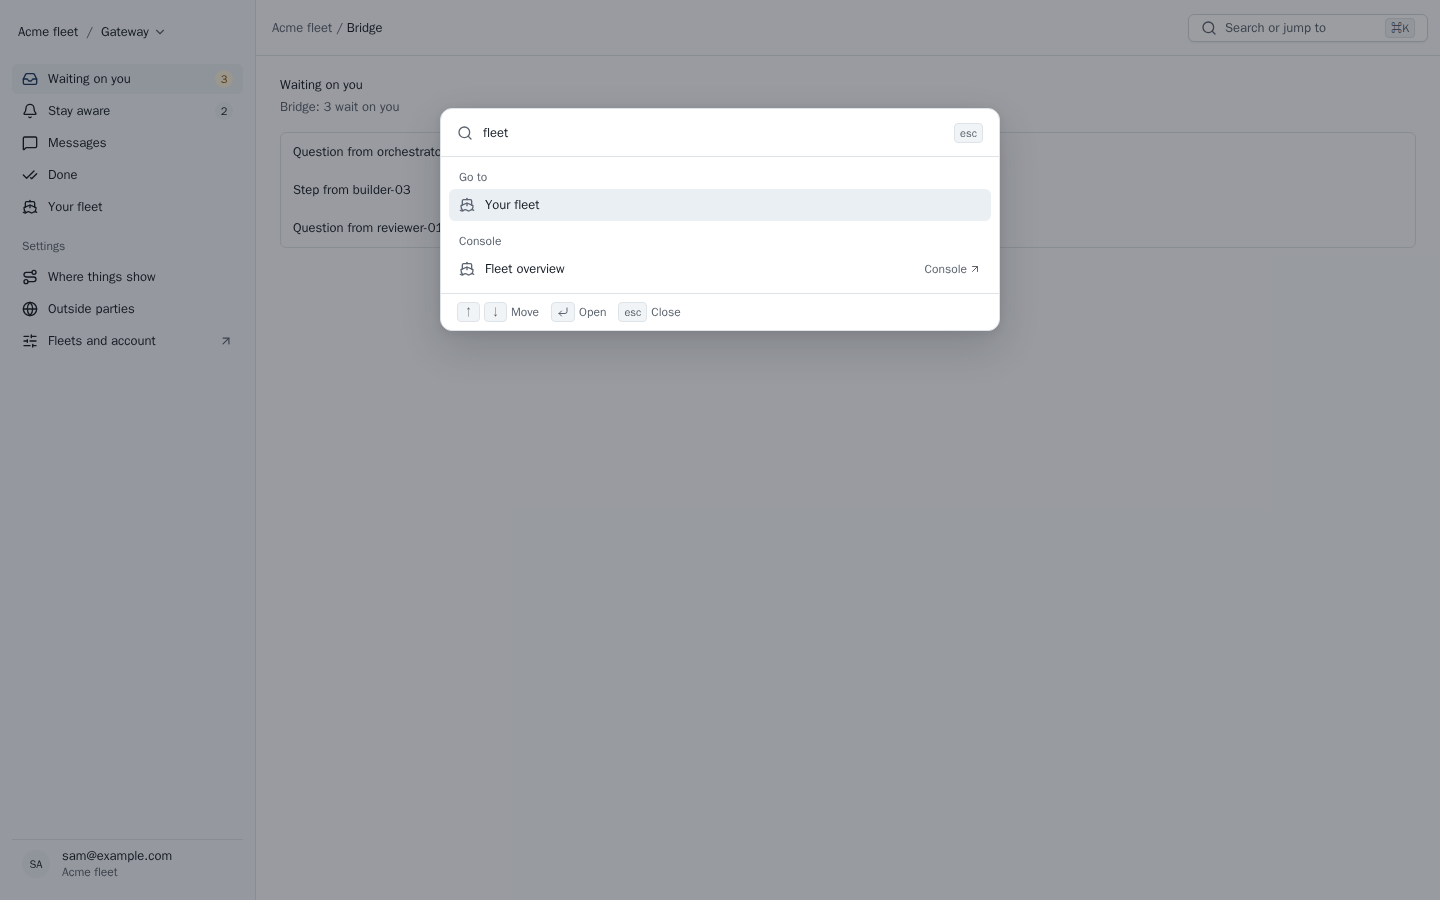 Acme fleet / Gateway
Acme fleet / Bridge
Search or jump to ⌘K
Waiting on you 3
Stay aware 2
Messages
Done
Your fleet
Settings
Where things show
Outside parties
Fleets and account
Waiting on you
Bridge: 3 wait on you
Question from
Step from builder-03
Question from
fleet esc
Go to
Your fleet
Console
Fleet overview Console
↑ ↓ Move Open esc Close
SA sam@example.com
Acme fleet